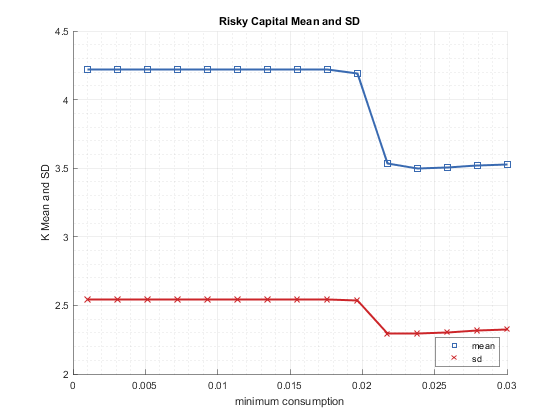 Risky Capital Mean and SD
4.5
4
3.5
3
2.5
2
K Mean and SD
0
0.005
0.01
0.015
0.02
0.025
0.03
minimum consumption
mean
sd